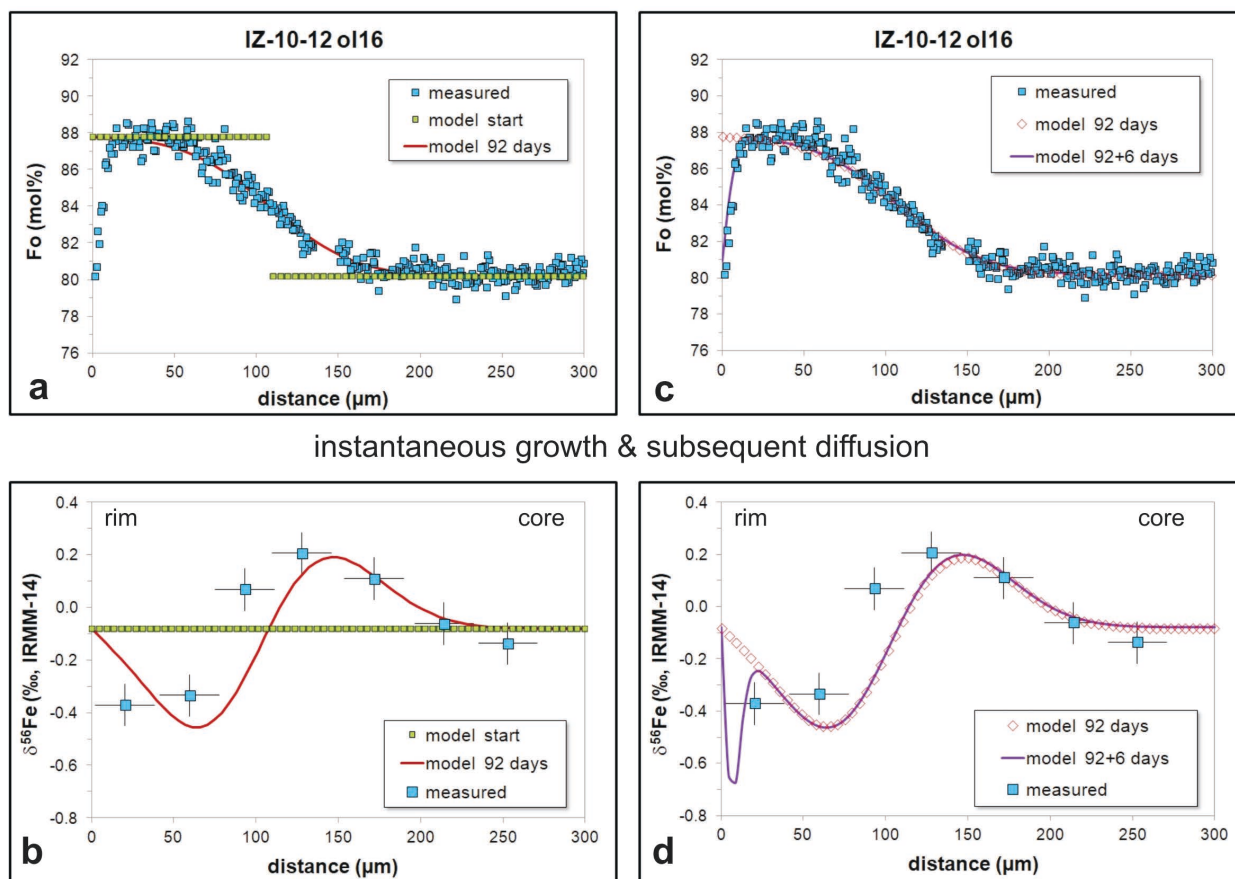 IZ-10-12 ol16
92
90
88
86
84
82
80
78
76
Fo (mol%)
measured
model start
model 92 days
0 50 100 150 200 250 300
distance (µm)
a
IZ-10-12 ol16
92
90
88
86
84
82
80
78
76
Fo (mol%)
measured
model 92 days
model 92+6 days
0 50 100 150 200 250 300
distance (µm)
c
instantaneous growth & subsequent diffusion
rim core
0.4
0.2
0.0
-0.2
-0.4
-0.6
-0.8
δ⁵⁶Fe (‰, IRMM-14)
model start
model 92 days
measured
0 50 100 150 200 250 300
distance (µm)
b
rim core
0.4
0.2
0.0
-0.2
-0.4
-0.6
-0.8
δ⁵⁶Fe (‰, IRMM-14)
model 92 days
model 92+6 days
measured
0 50 100 150 200 250 300
distance (µm)
d